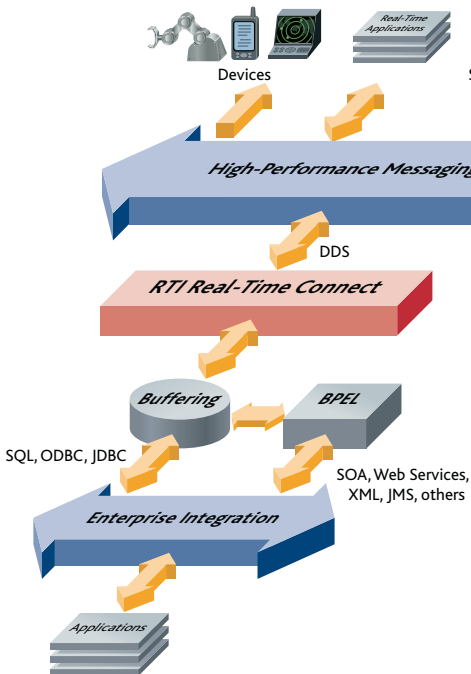 Real-Time
Applications
Devices
S
High-Performance Messaging
DDS
RTI Real-Time Connect
Buffering
BPEL
SQL, ODBC, JDBC
SOA, Web Services,
XML, JMS, others
Enterprise Integration
Applications